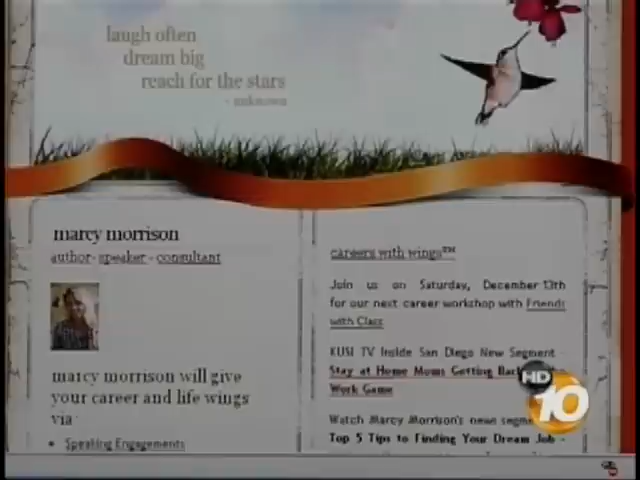 laugh often
dream big
reach for the stars
- unknown
marcy morrison
author - speaker - consultant
marcy morrison will give
your career and life wings
via
• Speaking Engagements
careers with wings™
Join us on Saturday, December 13th
for our next career workshop with Friends
with Class
KUSI TV Inside San Diego New Segment -
Stay at Home Moms Getting Back
Work Game
Watch Marcy Morrison's news segm
Top 5 Tips to Finding Your Dream Job -
HD
10